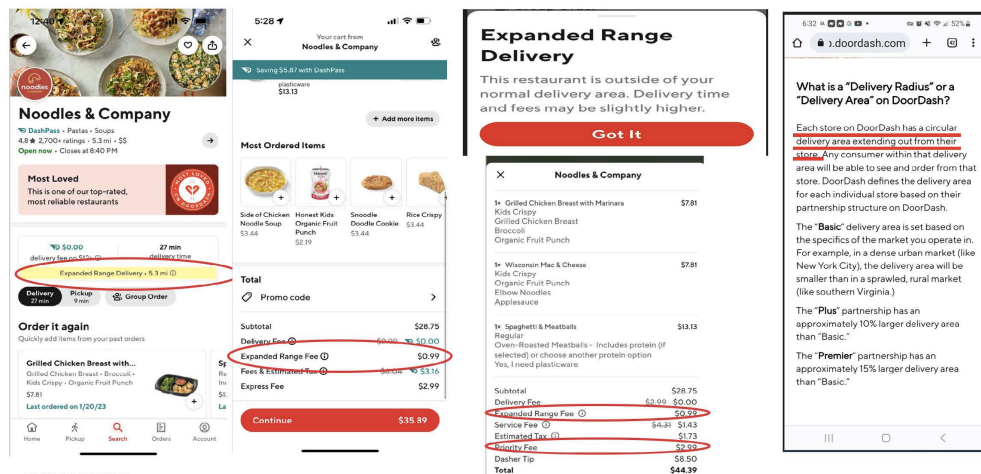 12:40
noodles
Noodles & Company
DashPass • Pastas • Soups
4.8 ★ 2,700+ ratings • 5.3 mi • $$
Open now • Closes at 8:40 PM
Most Loved
This is one of our top-rated,
most reliable restaurants
MOST LOVED
ON DOORDASH
$0.00
delivery fee on $12+
27 min
delivery time
Expanded Range Delivery • 5.3 mi
Delivery
27 min
Pickup
9 min
Group Order
Order it again
Quickly add items from your past orders
Grilled Chicken Breast with...
Grilled Chicken Breast • Broccoli •
Kids Crispy • Organic Fruit Punch
$7.81
Last ordered on 1/20/23
Sp
Re
$1
La
Home
Pickup
Search
Orders
Account
5:28
Your cart from
Noodles & Company
Saving $5.87 with DashPass
plasticware
$13.13
+ Add more items
Most Ordered Items
Side of Chicken
Noodle Soup
$3.44
Honest Kids
Organic Fruit
Punch
$2.19
Snoodle
Doodle Cookie
$3.44
Rice Crispy
$3.44
Total
Promo code
Subtotal $28.75
Delivery Fee $2.99 $0.00
Expanded Range Fee $0.99
Fees & Estimated Tax $6.04 $3.16
Express Fee $2.99
Continue $35.89
Expanded Range
Delivery
This restaurant is outside of your
normal delivery area. Delivery time
and fees may be slightly higher.
Got It
Noodles & Company
1× Grilled Chicken Breast with Marinara $7.81
Kids Crispy
Grilled Chicken Breast
Broccoli
Organic Fruit Punch
1× Wisconsin Mac & Cheese $7.81
Kids Crispy
Organic Fruit Punch
Elbow Noodles
Applesauce
1× Spaghetti & Meatballs $13.13
Regular
Oven-Roasted Meatballs - Includes protein (if
selected) or choose another protein option
Yes, I need plasticware
Subtotal $28.75
Delivery Fee $2.99 $0.00
Expanded Range Fee $0.99
Service Fee $4.31 $1.43
Estimated Tax $1.73
Priority Fee $2.99
Dasher Tip $8.50
Total $44.39
6:32 G 52%
.doordash.com
What is a “Delivery Radius” or a
“Delivery Area” on DoorDash?
Each store on DoorDash has a circular
delivery area extending out from their
store. Any consumer within that delivery
area will be able to see and order from that
store. DoorDash defines the delivery area
for each individual store based on their
partnership structure on DoorDash.
The “Basic” delivery area is set based on
the specifics of the market you operate in.
For example, in a dense urban market (like
New York City), the delivery area will be
smaller than in a sprawled, rural market
(like southern Virginia.)
The “Plus” partnership has an
approximately 10% larger delivery area
than “Basic.”
The “Premier” partnership has an
approximately 15% larger delivery area
than “Basic.”